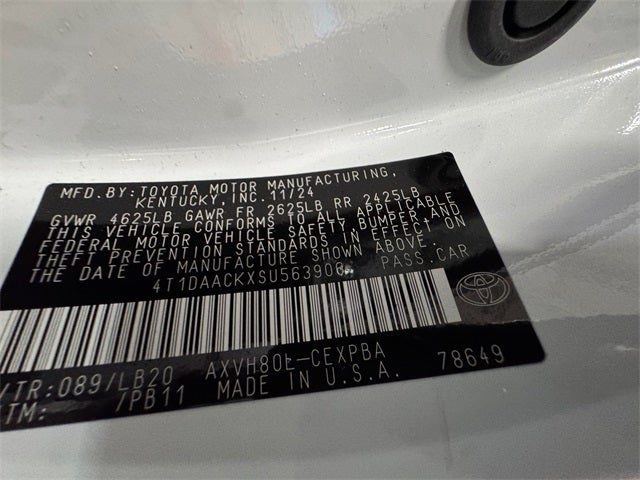 MFD.BY:TOYOTA MOTOR MANUFACTURING,
KENTUCKY, INC. 11/24
GVWR 4625LB GAWR FR 2625LB RR 2425LB
THIS VEHICLE CONFORMS TO ALL APPLICABLE
FEDERAL MOTOR VEHICLE SAFETY, BUMPER, AND
THEFT PREVENTION STANDARDS IN EFFECT ON
THE DATE OF MANUFACTURE SHOWN ABOVE.
PASS.CAR
/TR:089/LB20 AXVH80L-CEXPBA
TM: /PB11 MADE IN U.S.A. 78649